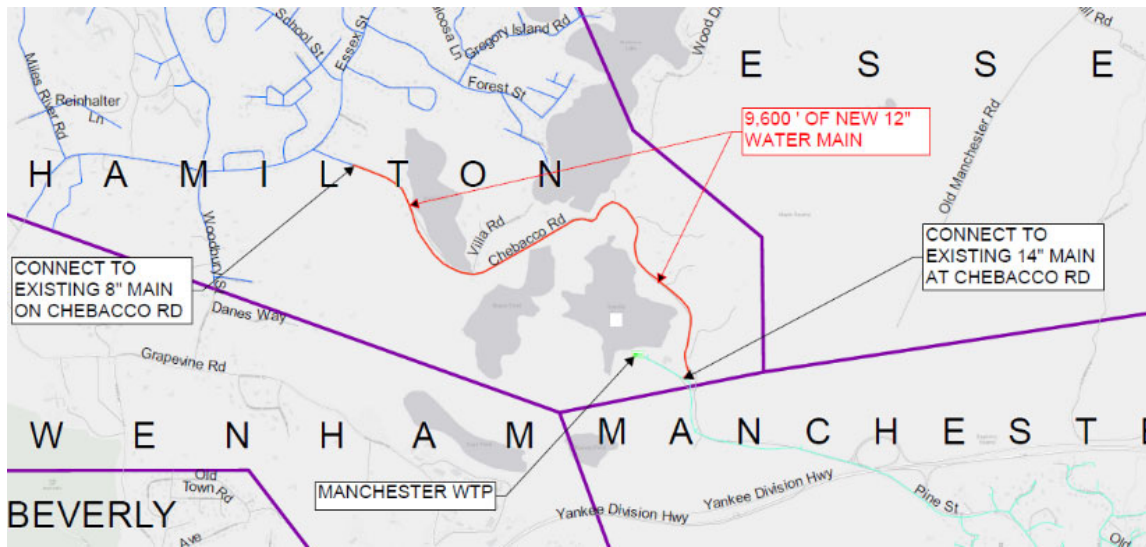 School St
Essex St
Gregory Island Rd
Wood Dr
Forest St
Miles River Rd
Reinhalter
Ln
E S S E
9,600 ' OF NEW 12"
WATER MAIN
Old Manchester Rd
H A M I L T O N
Villa Rd
Chebacco Rd
Woodbury S
CONNECT TO
EXISTING 8" MAIN
ON CHEBACCO RD
CONNECT TO
EXISTING 14" MAIN
AT CHEBACCO RD
Danes Way
Grapevine Rd
W E N H A M
M A N C H E S T E
Old
Town Rd
MANCHESTER WTP
Yankee Division Hwy
Yankee Division Hwy
Pine St
BEVERLY
Ave
Old